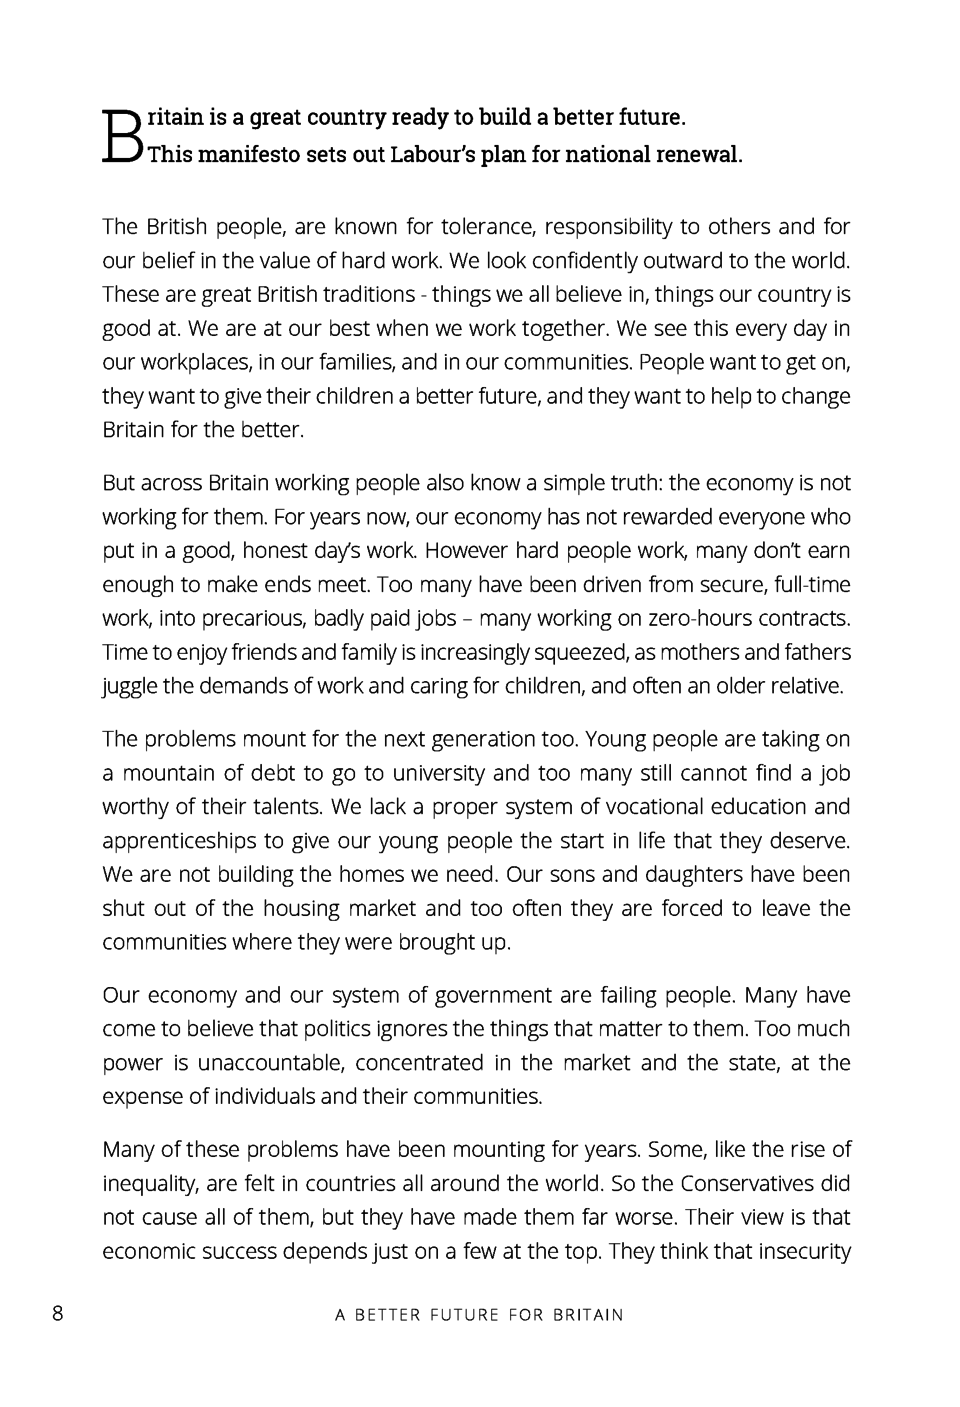 Britain is a great country ready to build a better future.
This manifesto sets out Labour’s plan for national renewal.
The British people, are known for tolerance, responsibility to others and for
our belief in the value of hard work. We look confidently outward to the world.
These are great British traditions - things we all believe in, things our country is
good at. We are at our best when we work together. We see this every day in
our workplaces, in our families, and in our communities. People want to get on,
they want to give their children a better future, and they want to help to change
Britain for the better.
But across Britain working people also know a simple truth: the economy is not
working for them. For years now, our economy has not rewarded everyone who
put in a good, honest day’s work. However hard people work, many don’t earn
enough to make ends meet. Too many have been driven from secure, full-time
work, into precarious, badly paid jobs – many working on zero-hours contracts.
Time to enjoy friends and family is increasingly squeezed, as mothers and fathers
juggle the demands of work and caring for children, and often an older relative.
The problems mount for the next generation too. Young people are taking on
a mountain of debt to go to university and too many still cannot find a job
worthy of their talents. We lack a proper system of vocational education and
apprenticeships to give our young people the start in life that they deserve.
We are not building the homes we need. Our sons and daughters have been
shut out of the housing market and too often they are forced to leave the
communities where they were brought up.
Our economy and our system of government are failing people. Many have
come to believe that politics ignores the things that matter to them. Too much
power is unaccountable, concentrated in the market and the state, at the
expense of individuals and their communities.
Many of these problems have been mounting for years. Some, like the rise of
inequality, are felt in countries all around the world. So the Conservatives did
not cause all of them, but they have made them far worse. Their view is that
economic success depends just on a few at the top. They think that insecurity
8
A BETTER FUTURE FOR BRITAIN